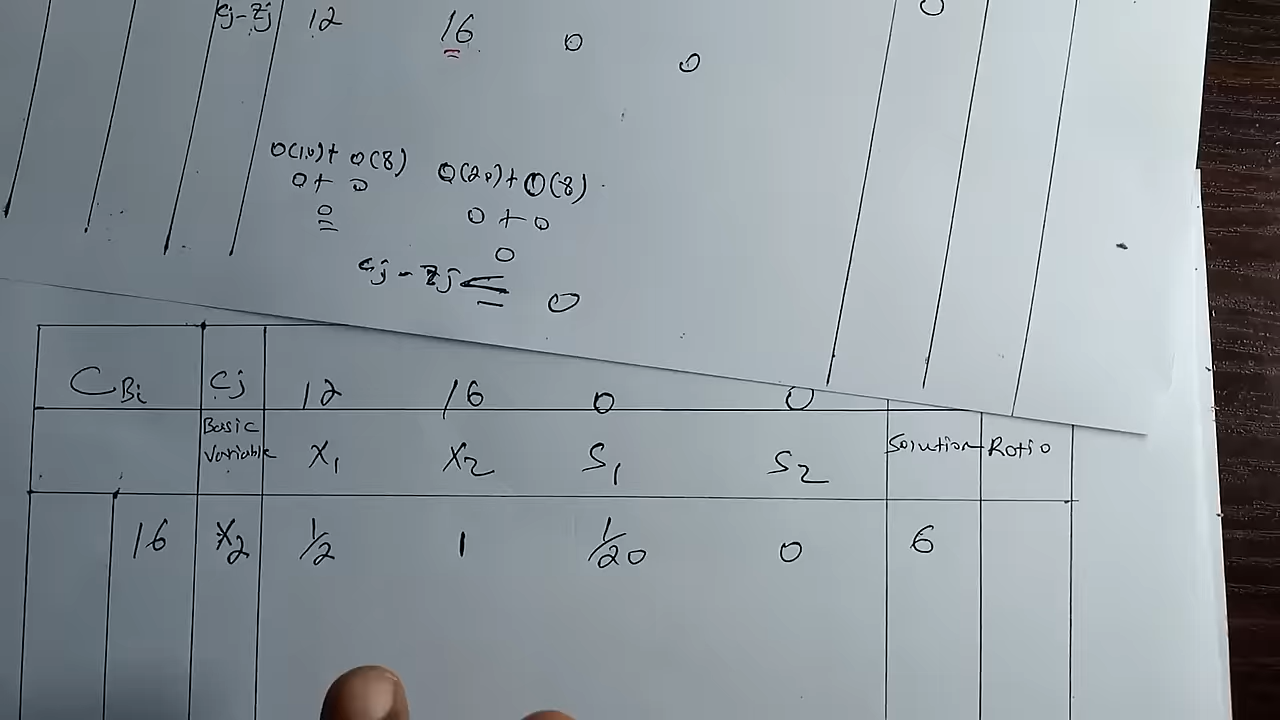 Cj-Zj 12 16 0 0 0
0(10)+ 0(8) 0(20)+0(8)
0+ 0 0+0
0 0
Cj-Zj ≤ 0
CBi Cj 12 16 0 0
Basic Variable X1 X2 S1 S2 Solution Ratio
16 X2 1/2 1 1/20 0 6